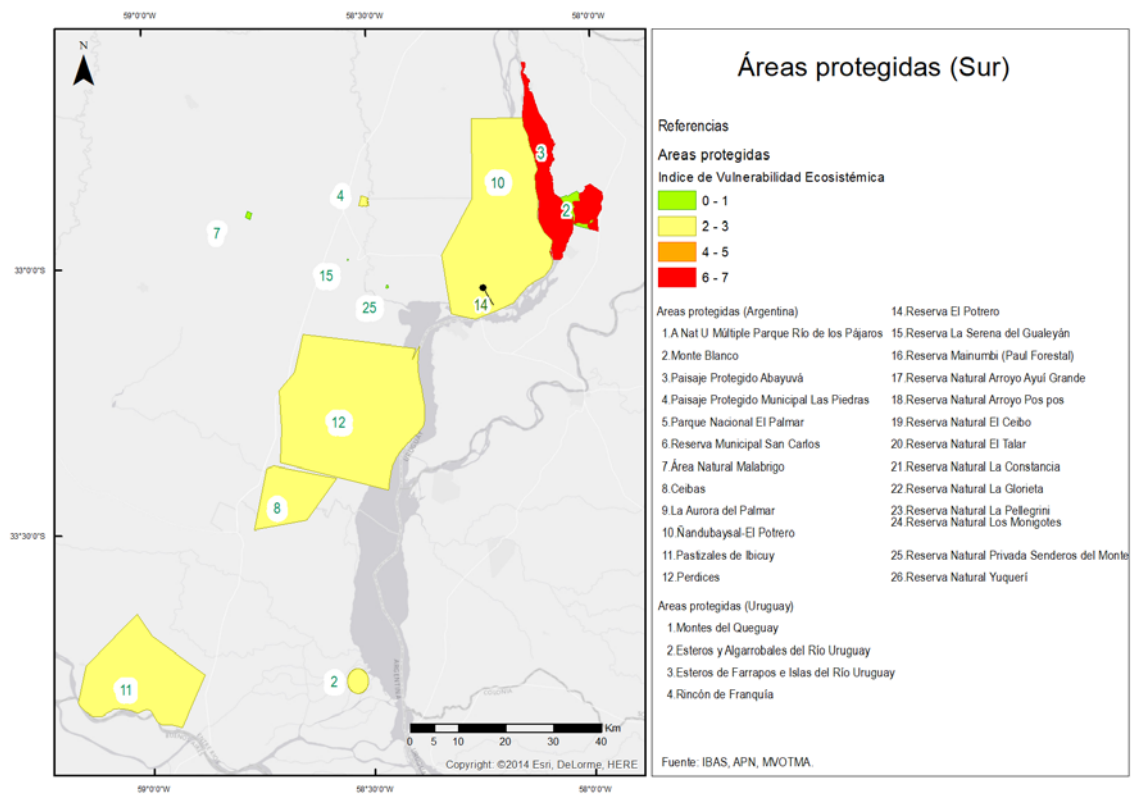 59°0'0"W
58°30'0"W
58°0'0"W
N
3
10
4
2
7
33°0'0"S
15
25
14
12
8
33°30'0"S
11
2
ARGENTINA
Km
0 5 10 20 30 40
Copyright: ©2014 Esri, DeLorme, HERE
59°0'0"W
58°30'0"W
58°0'0"W
Áreas protegidas (Sur)
Referencias
Areas protegidas
Indice de Vulnerabilidad Ecosistémica
0 - 1
2 - 3
4 - 5
6 - 7
Areas protegidas (Argentina)
1.A Nat U Múltiple Parque Río de los Pájaros
2.Monte Blanco
3.Paisaje Protegido Abayuvá
4.Paisaje Protegido Municipal Las Piedras
5.Parque Nacional El Palmar
6.Reserva Municipal San Carlos
7.Área Natural Malabrigo
8.Ceibas
9.La Aurora del Palmar
10.Ñandubaysal-El Potrero
11.Pastizales de Ibicuy
12.Perdices
14.Reserva El Potrero
15.Reserva La Serena del Gualeyán
16.Reserva Mainumbi (Paul Forestal)
17.Reserva Natural Arroyo Ayuí Grande
18.Reserva Natural Arroyo Pos pos
19.Reserva Natural El Ceibo
20.Reserva Natural El Talar
21.Reserva Natural La Constancia
22.Reserva Natural La Glorieta
23.Reserva Natural La Pellegrini
24.Reserva Natural Los Monigotes
25.Reserva Natural Privada Senderos del Monte
26.Reserva Natural Yuquerí
Areas protegidas (Uruguay)
1.Montes del Queguay
2.Esteros y Algarrobales del Río Uruguay
3.Esteros de Farrapos e Islas del Río Uruguay
4.Rincón de Franquía
Fuente: IBAS, APN, MVOTMA.